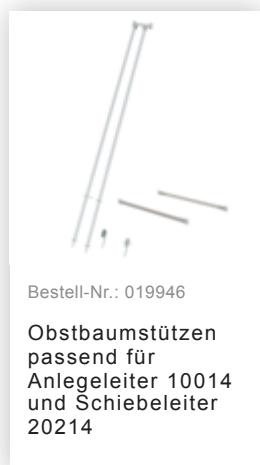 Bestell-Nr.: 019946
Obstbaumstützen
passend für
Anlegeleiter 10014
und Schiebeleiter
20214